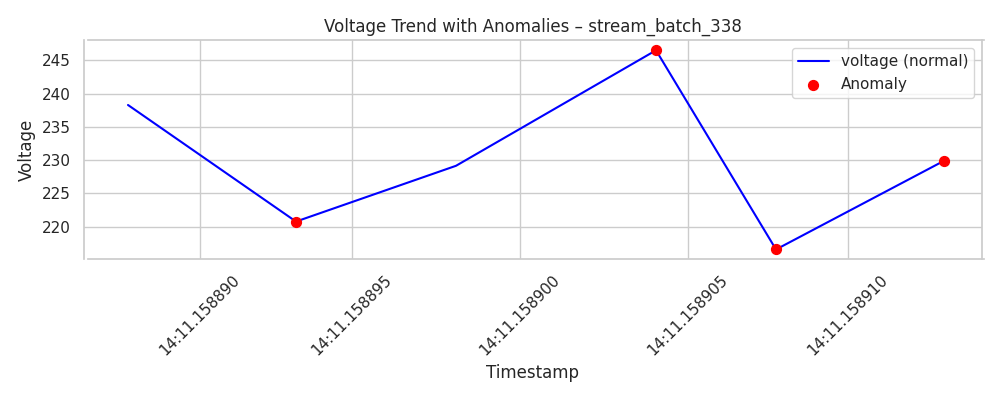 Voltage Trend with Anomalies – stream_batch_338
voltage (normal)
Anomaly
Voltage
245
240
235
230
225
220
14:11.158890
14:11.158895
14:11.158900
14:11.158905
14:11.158910
Timestamp